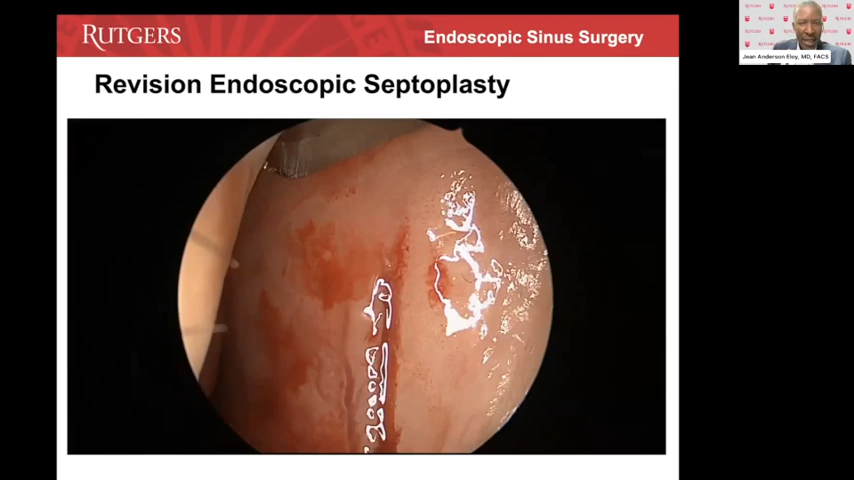 RUTGERS
Endoscopic Sinus Surgery
Revision Endoscopic Septoplasty
Jean Anderson Eloy, MD, FACS